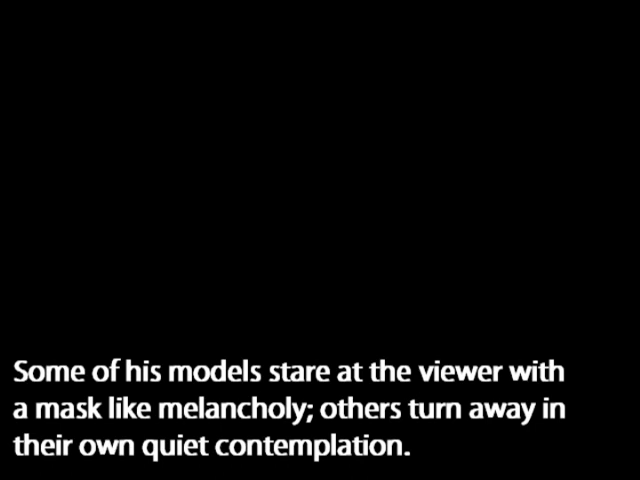 Some of his models stare at the viewer with
a mask like melancholy; others turn away in
their own quiet contemplation.